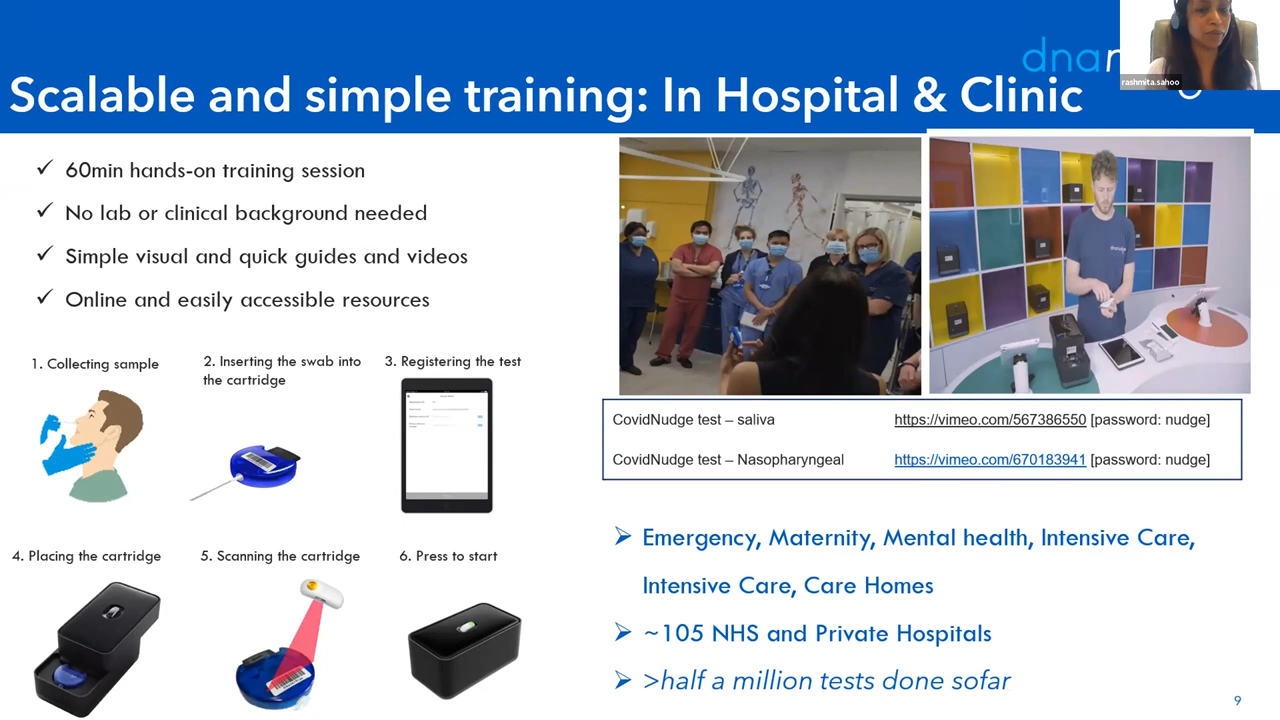 dna
rashmita.sahoo
Scalable and simple training: In Hospital & Clinic
✓ 60min hands-on training session
✓ No lab or clinical background needed
✓ Simple visual and quick guides and videos
✓ Online and easily accessible resources
1. Collecting sample
2. Inserting the swab into
the cartridge
3. Registering the test
4. Placing the cartridge
5. Scanning the cartridge
6. Press to start
CovidNudge test – saliva https://vimeo.com/567386550 [password: nudge]
CovidNudge test – Nasopharyngeal https://vimeo.com/670183941 [password: nudge]
➢ Emergency, Maternity, Mental health, Intensive Care,
Intensive Care, Care Homes
➢ ~105 NHS and Private Hospitals
➢ >half a million tests done sofar
9